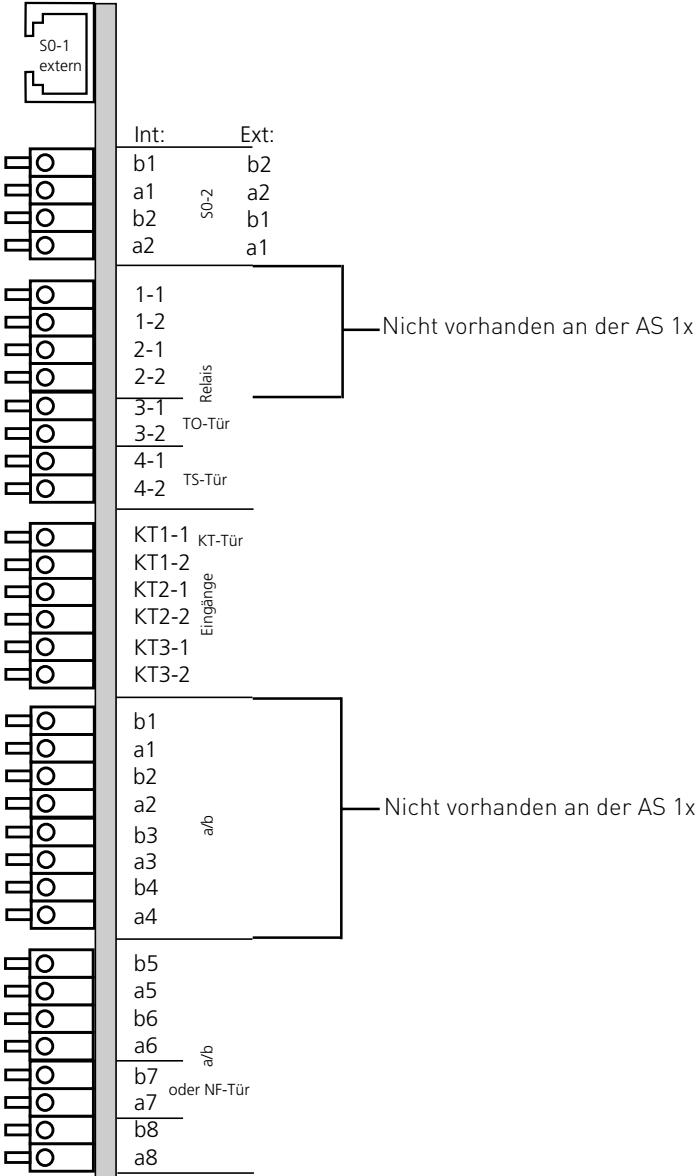 S0-1
extern
Int: Ext:
b1 b2
a1 a2
S0-2
b2 b1
a2 a1
1-1
1-2
Nicht vorhanden an der AS 1x
2-1
2-2
Relais
3-1
TO-Tür
3-2
4-1
TS-Tür
4-2
KT1-1 KT-Tür
KT1-2
KT2-1
Eingänge
KT2-2
KT3-1
KT3-2
b1
a1
b2
a2
Nicht vorhanden an der AS 1x
a/b
b3
a3
b4
a4
b5
a5
b6
a6
a/b
b7
oder NF-Tür
a7
b8
a8